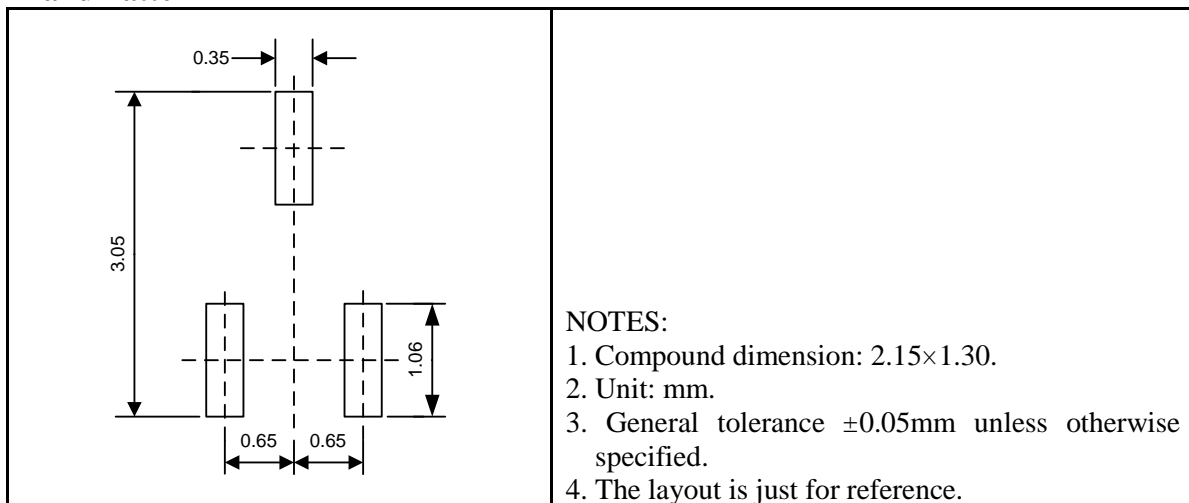 0.35
3.05
1.06
0.65 0.65
NOTES:
1. Compound dimension: 2.15×1.30.
2. Unit: mm.
3. General tolerance ±0.05mm unless otherwise
specified.
4. The layout is just for reference.